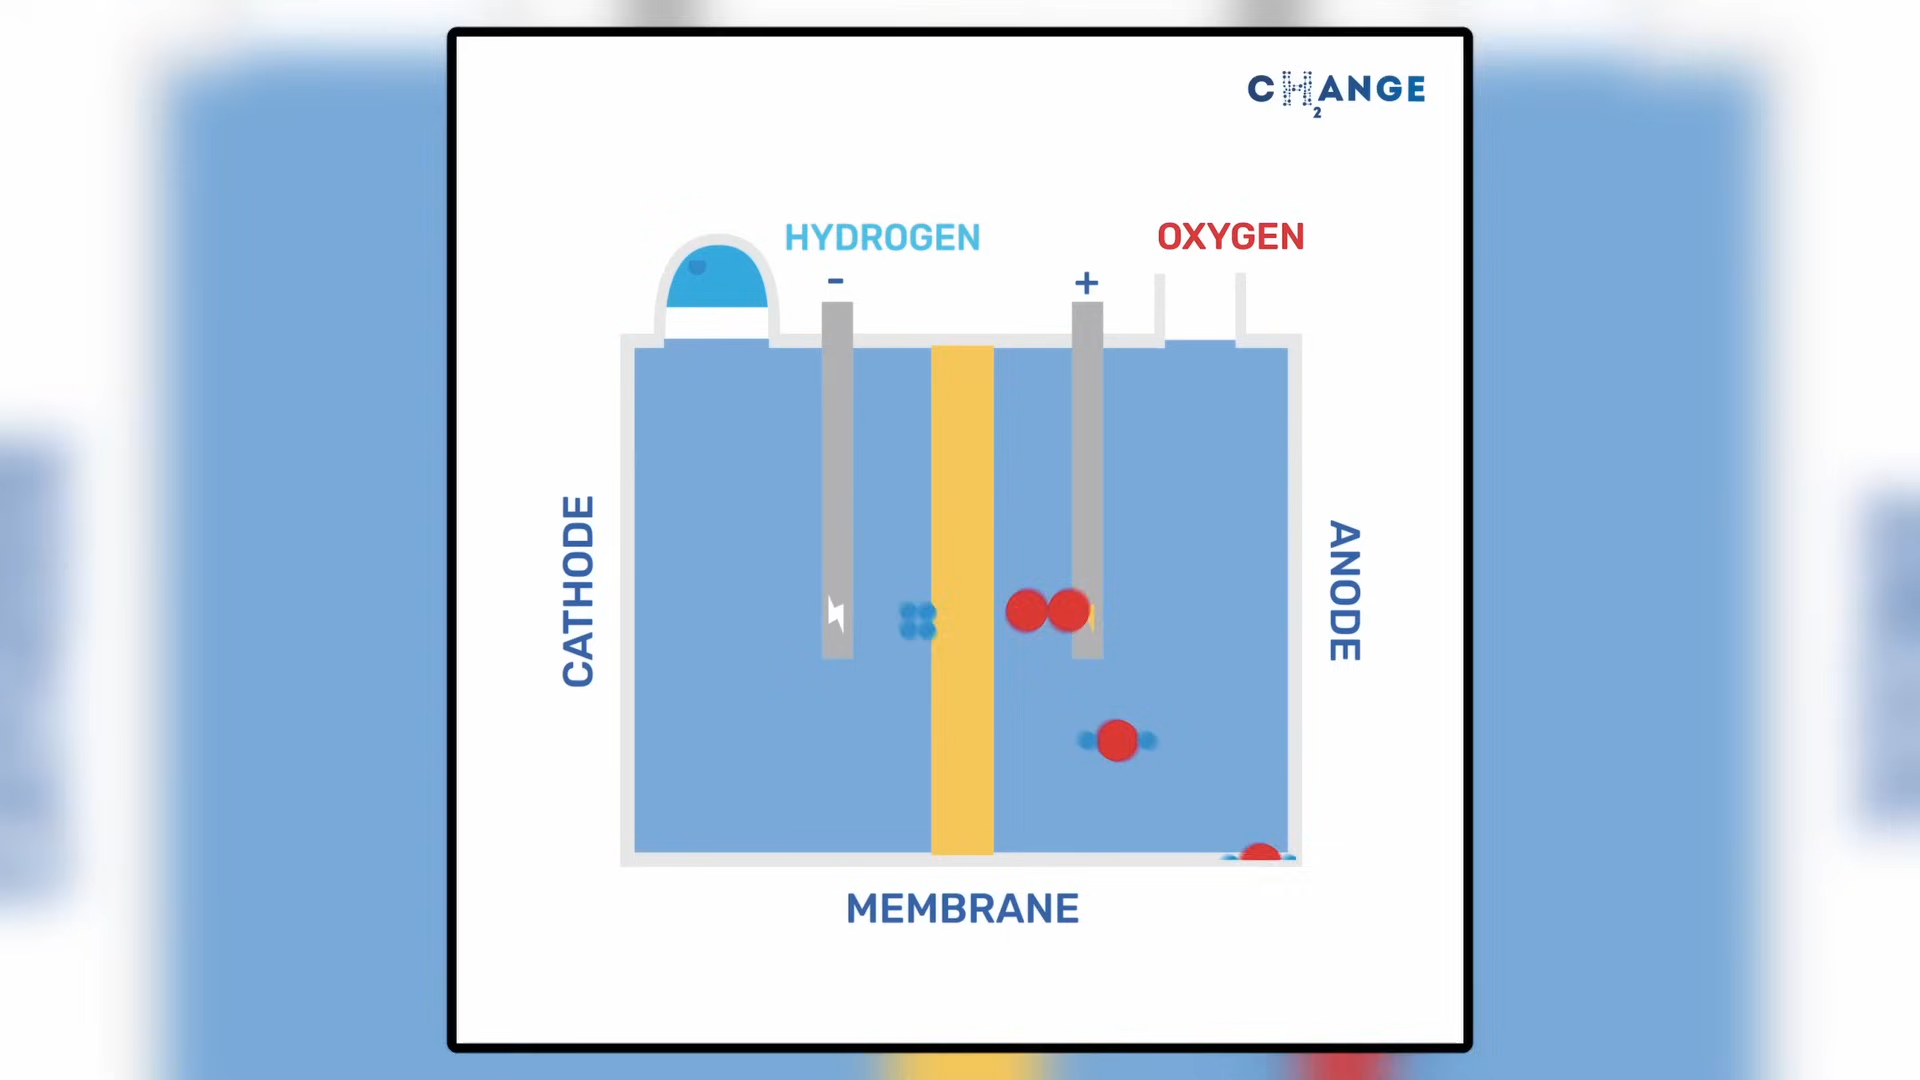 CH₂ANGE
HYDROGEN
OXYGEN
-
+
CATHODE
ANODE
MEMBRANE